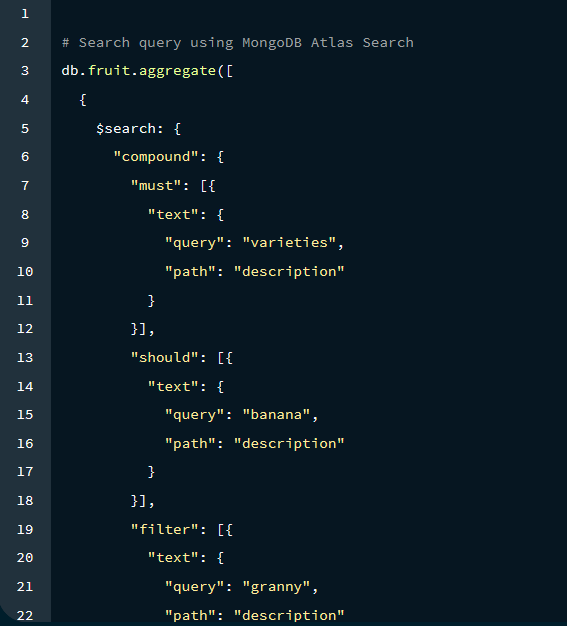 1
2 # Search query using MongoDB Atlas Search
3 db.fruit.aggregate([
4   {
5     $search: {
6       "compound": {
7         "must": [{
8           "text": {
9             "query": "varieties",
10             "path": "description"
11           }
12         }],
13         "should": [{
14           "text": {
15             "query": "banana",
16             "path": "description"
17           }
18         }],
19         "filter": [{
20           "text": {
21             "query": "granny",
22             "path": "description"